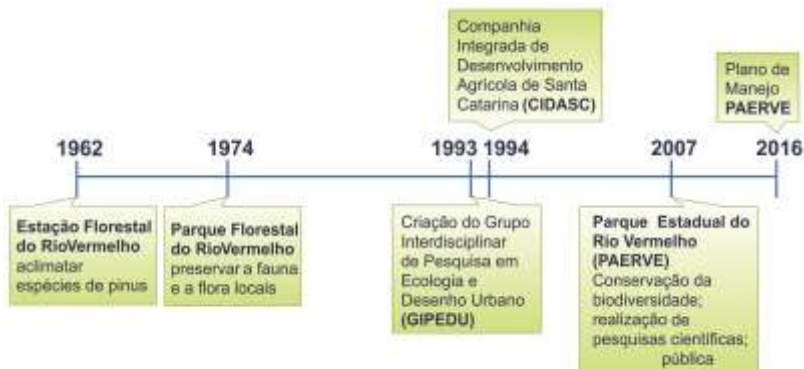 Companhia
Integrada de
Desenvolvimento
Agrícola de Santa
Catarina (CIDASC)
Plano de
Manejo
PAERVE
1962
1974
1993
1994
2007
2016
Estação Florestal
do RioVermelho
aclimatar
espécies de pinus
Parque Florestal
do RioVermelho
preservar a fauna
e a flora locais
Criação do Grupo
Interdisciplinar
de Pesquisa em
Ecologia e
Desenho Urbano
(GIPEDU)
Parque Estadual do
Rio Vermelho
(PAERVE)
Conservação da
biodiversidade;
realização de
pesquisas científicas;
pública